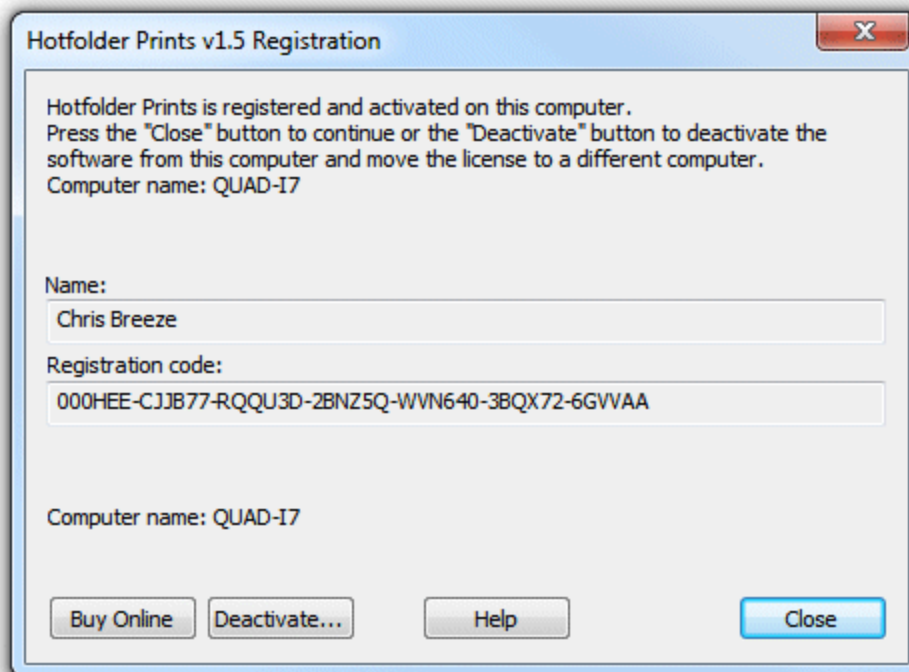 Hotfolder Prints v1.5 Registration
Hotfolder Prints is registered and activated on this computer.
Press the "Close" button to continue or the "Deactivate" button to deactivate the
software from this computer and move the license to a different computer.
Computer name: QUAD-I7
Name:
Chris Breeze
Registration code:
000HEE-CJJB77-RQQU3D-2BNZ5Q-WVN640-3BQX72-6GVVAA
Computer name: QUAD-I7
Buy Online Deactivate... Help Close